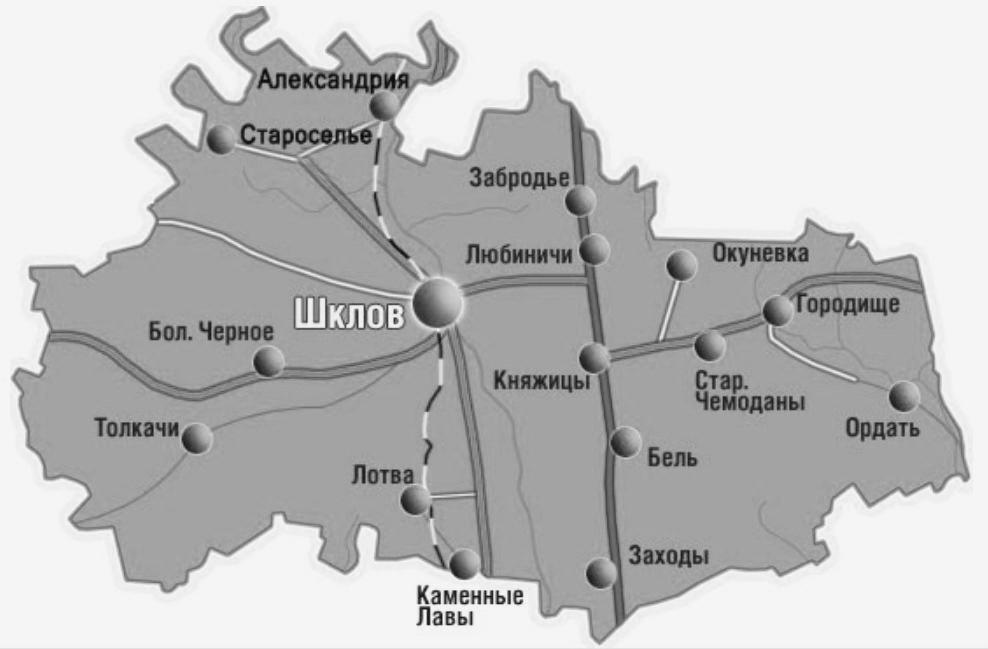 Александрия
Староселье
Забродье
Любиничи
Окуневка
Городище
Шклов
Бол. Черное
Княжицы
Стар.
Чемоданы
Ордать
Толкачи
Бель
Лотва
Заходы
Каменные
Лавы